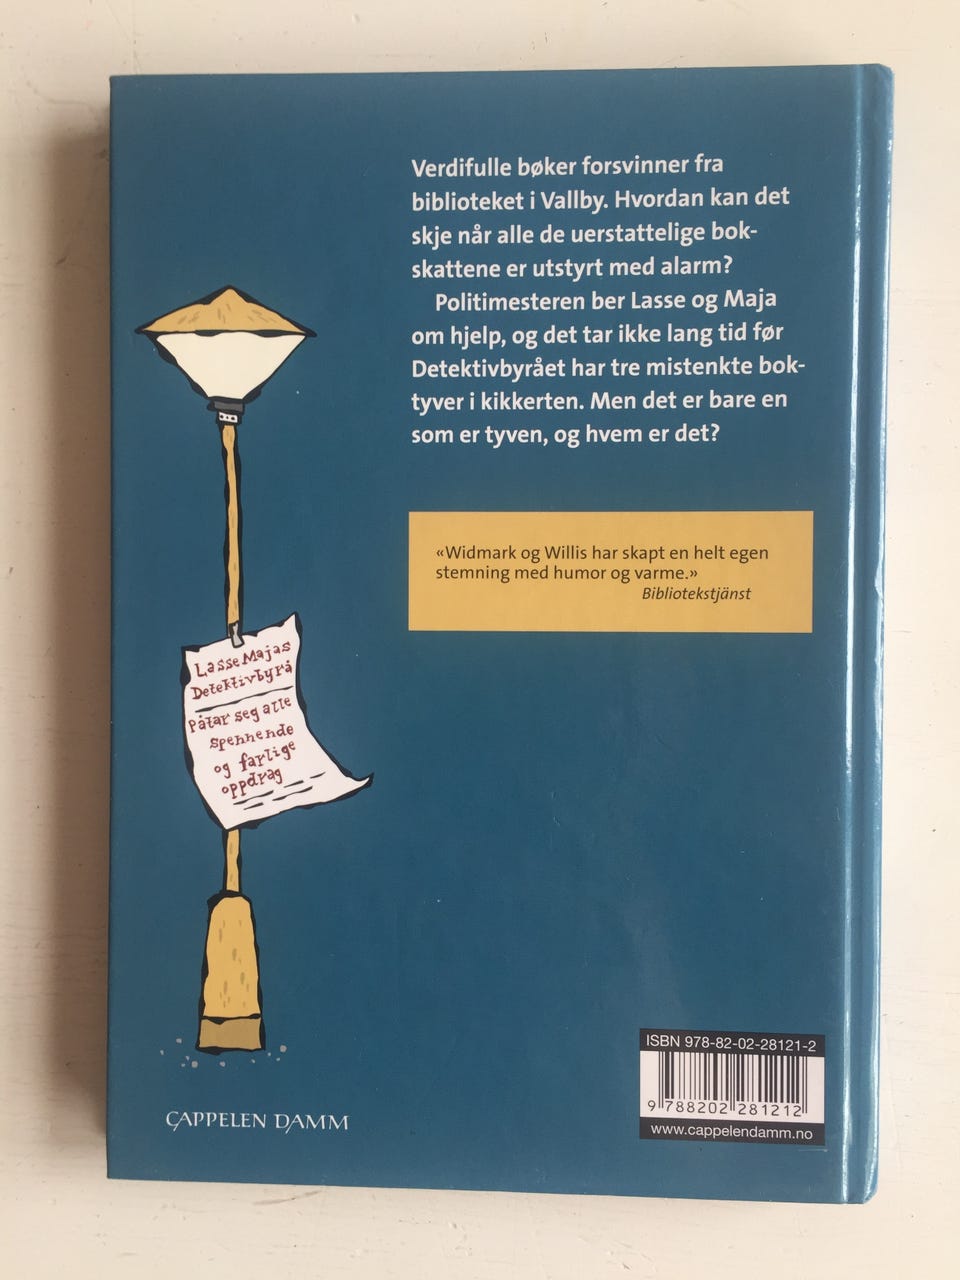 Verdifulle bøker forsvinner fra
biblioteket i Vallby. Hvordan kan det
skje når alle de uerstattelige bok-
skattene er utstyrt med alarm?
Politimesteren ber Lasse og Maja
om hjelp, og det tar ikke lang tid før
Detektivbyrået har tre mistenkte bok-
tyver i kikkerten. Men det er bare en
som er tyven, og hvem er det?
«Widmark og Willis har skapt en helt egen
stemning med humor og varme.»
Bibliotekstjänst
Lasse Majas
Detektivbyrå
Påtar seg alle
spennende
og farlige
oppdrag
CAPPELEN DAMM
ISBN 978-82-02-28121-2
9 788202 281212
www.cappelendamm.no